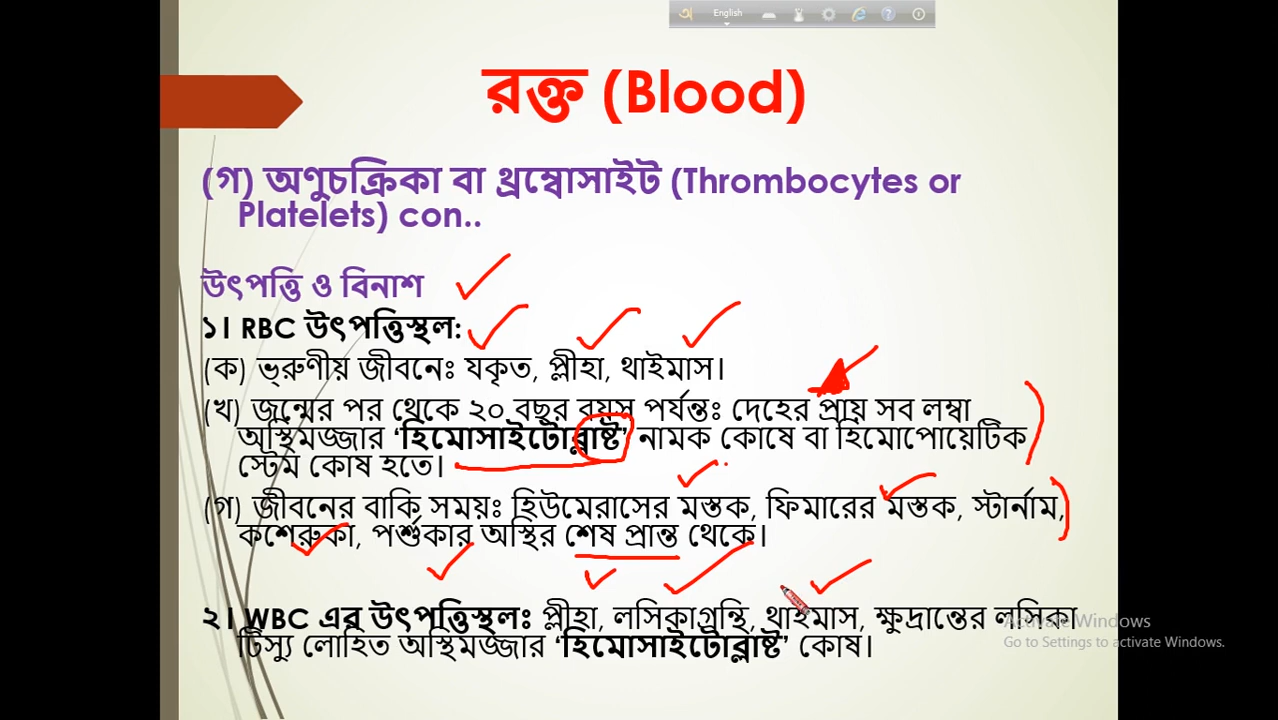 English
রক্ত (Blood)
(গ) অণুচক্রিকা বা থ্রম্বোসাইট (Thrombocytes or
Platelets) con..
উৎপত্তি ও বিনাশ
১। RBC উৎপত্তিস্থল:
(ক) ভ্রুণীয় জীবনেঃ যকৃত, প্লীহা, থাইমাস।
(খ) জন্মের পর থেকে ২০ বছর বয়স পর্যন্তঃ দেহের প্রায় সব লম্বা
অস্থিমজ্জার ‘হিমোসাইটোব্লাষ্ট’ নামক কোষে বা হিমোপোয়েটিক
স্টেম কোষ হতে।
(গ) জীবনের বাকি সময়ঃ হিউমেরাসের মস্তক, ফিমারের মস্তক, স্টার্নাম,
কশেরুকা, পর্শুকার অস্থির শেষ প্রান্ত থেকে।
২। WBC এর উৎপত্তিস্থলঃ প্লীহা, লসিকাগ্রন্থি, থাইমাস, ক্ষুদ্রান্তের লসিকা
টিস্যু লোহিত অস্থিমজ্জার ‘হিমোসাইটোব্লাষ্ট’ কোষ।
Activate Windows
Go to Settings to activate Windows.